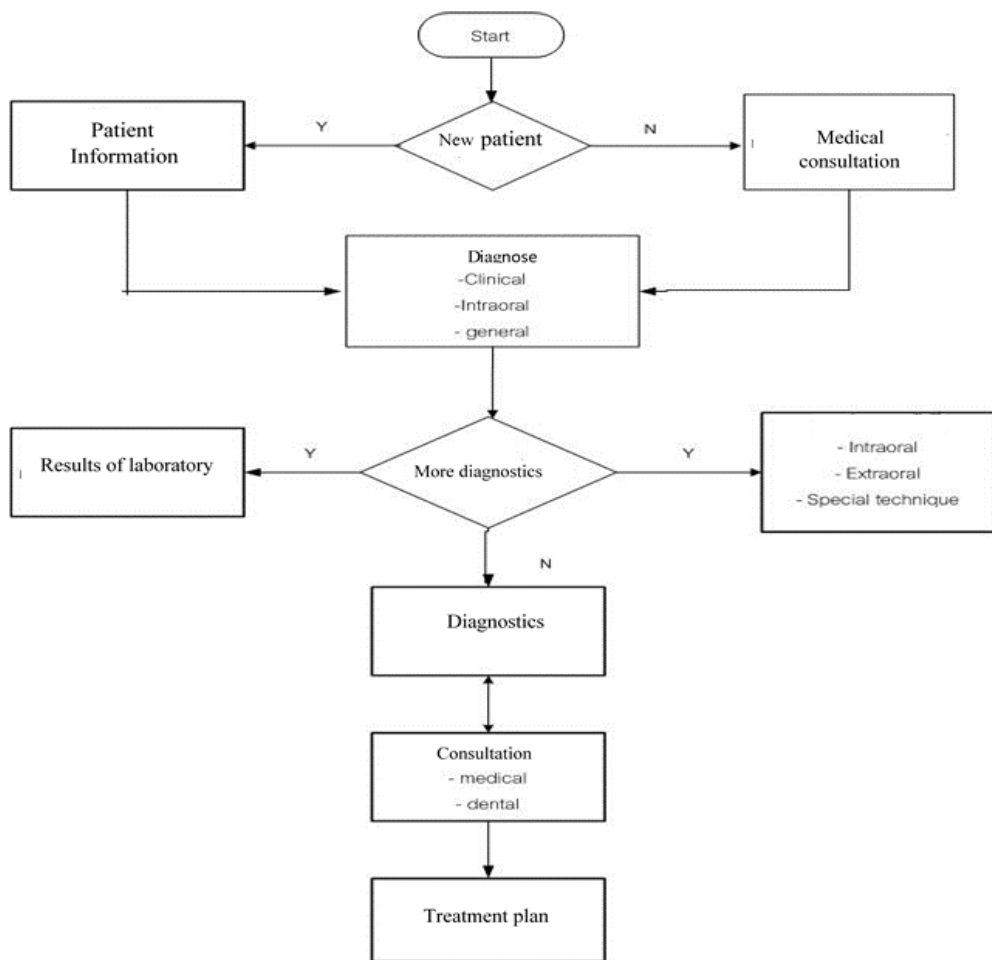 Start
Patient
Information
Y
New patient
N
Medical
consultation
Diagnose
-Clinical
-Intraoral
- general
Results of laboratory
Y
More diagnostics
Y
- Intraoral
- Extraoral
- Special technique
N
Diagnostics
Consultation
- medical
- dental
Treatment plan